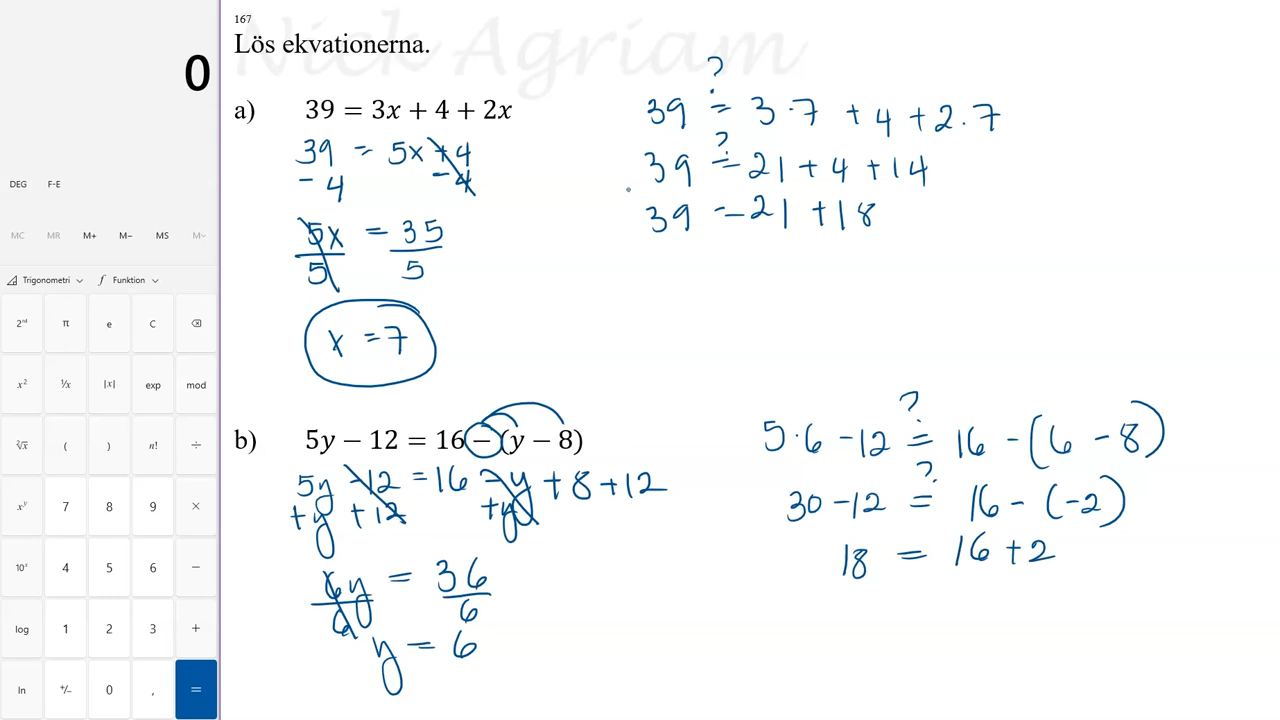 167
Nick Agriam
Lös ekvationerna.
0
a) 39 = 3x + 4 + 2x
39 = 5x + 4
- 4 - 4
5x = 35
5 5
x = 7
39 ?= 3·7 + 4 + 2·7
39 ?= 21 + 4 + 14
39 = 21 + 18
b) 5y − 12 = 16 − (y − 8)
5y -12 = 16 - y + 8 + 12
+y +12 +y
6y = 36
6 6
y = 6
5·6 - 12 ?= 16 - (6 - 8)
30 - 12 ?= 16 - (-2)
18 = 16 + 2
DEG F-E
MC MR M+ M− MS M˅
Trigonometri f Funktion
2ⁿᵈ π e C ⌫
x² ¹/x |x| exp mod
²√x ( ) n! ÷
xʸ 7 8 9 ×
10ˣ 4 5 6 −
log 1 2 3 +
ln +/− 0 , =